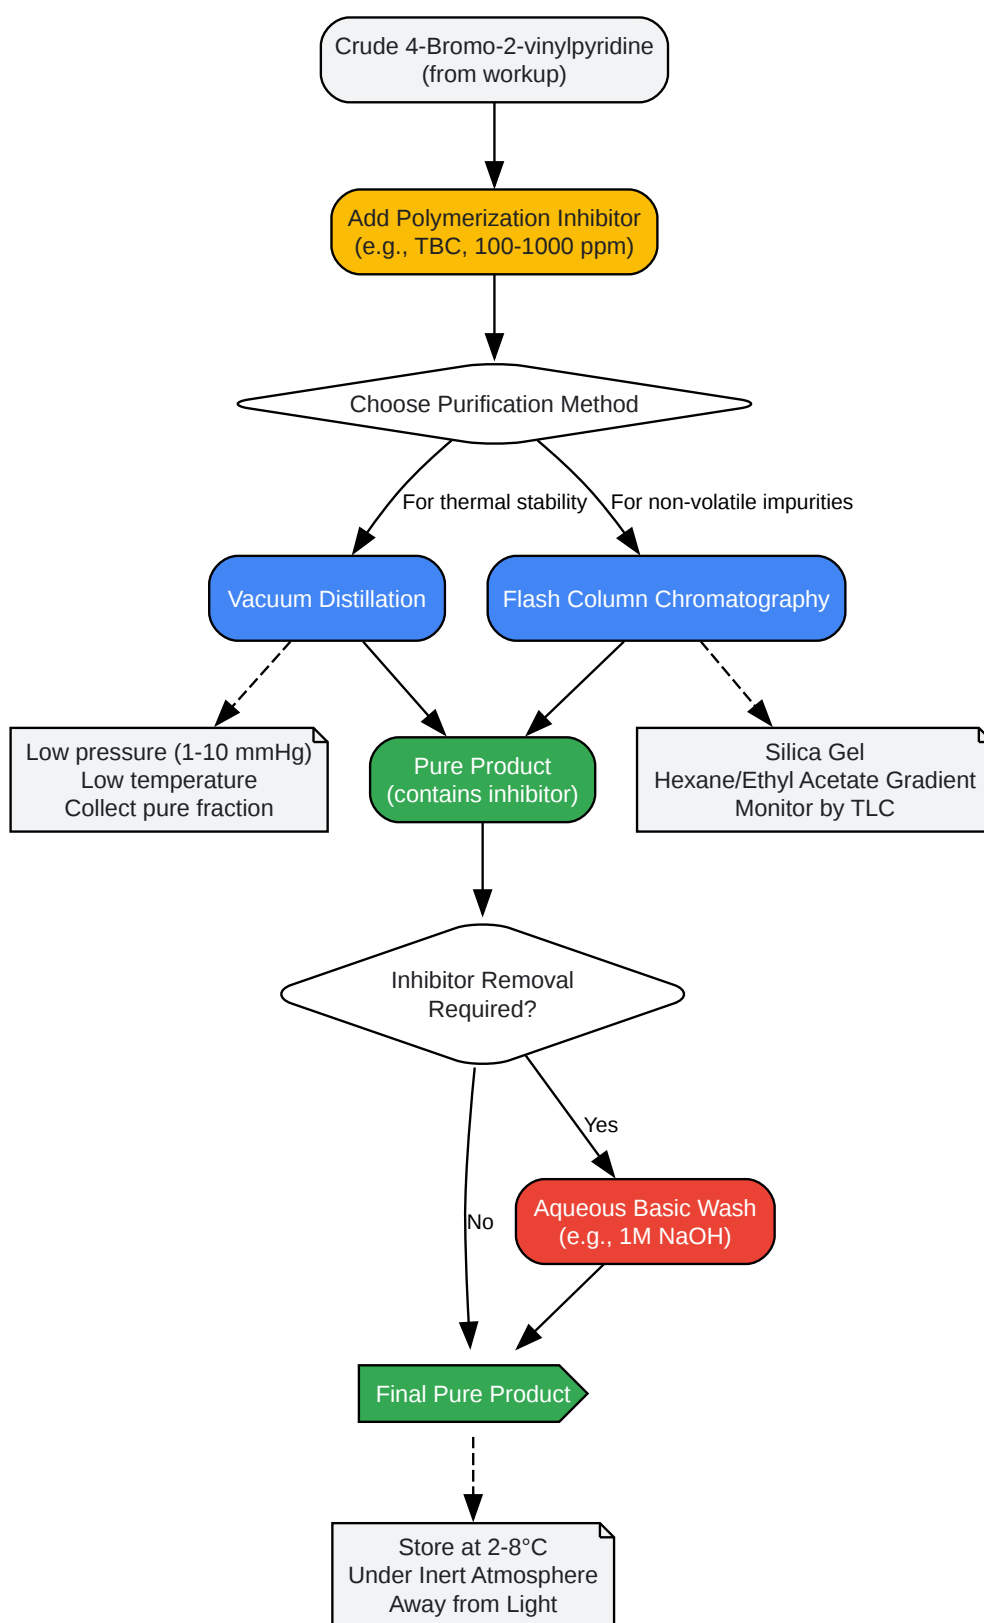 Crude 4-Bromo-2-vinylpyridine
(from workup)
Add Polymerization Inhibitor
(e.g., TBC, 100-1000 ppm)
Choose Purification Method
For thermal stability
For non-volatile impurities
Vacuum Distillation
Flash Column Chromatography
Low pressure (1-10 mmHg)
Low temperature
Collect pure fraction
Pure Product
(contains inhibitor)
Silica Gel
Hexane/Ethyl Acetate Gradient
Monitor by TLC
Inhibitor Removal
Required?
Yes
No
Aqueous Basic Wash
(e.g., 1M NaOH)
Final Pure Product
Store at 2-8°C
Under Inert Atmosphere
Away from Light